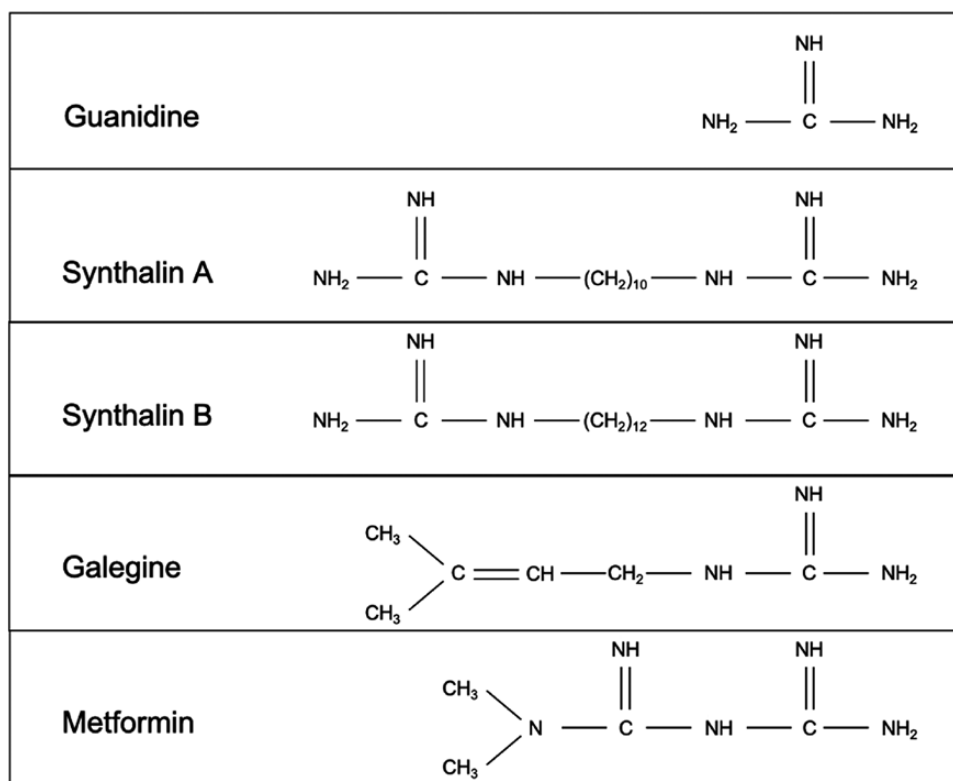 NH
Guanidine
NH₂ C NH₂
NH NH
Synthalin A
NH₂ C NH (CH₂)₁₀ NH C NH₂
NH NH
Synthalin B
NH₂ C NH (CH₂)₁₂ NH C NH₂
NH
CH₃
Galegine
C CH CH₂ NH C NH₂
CH₃
NH NH
CH₃
Metformin
N C NH C NH₂
CH₃